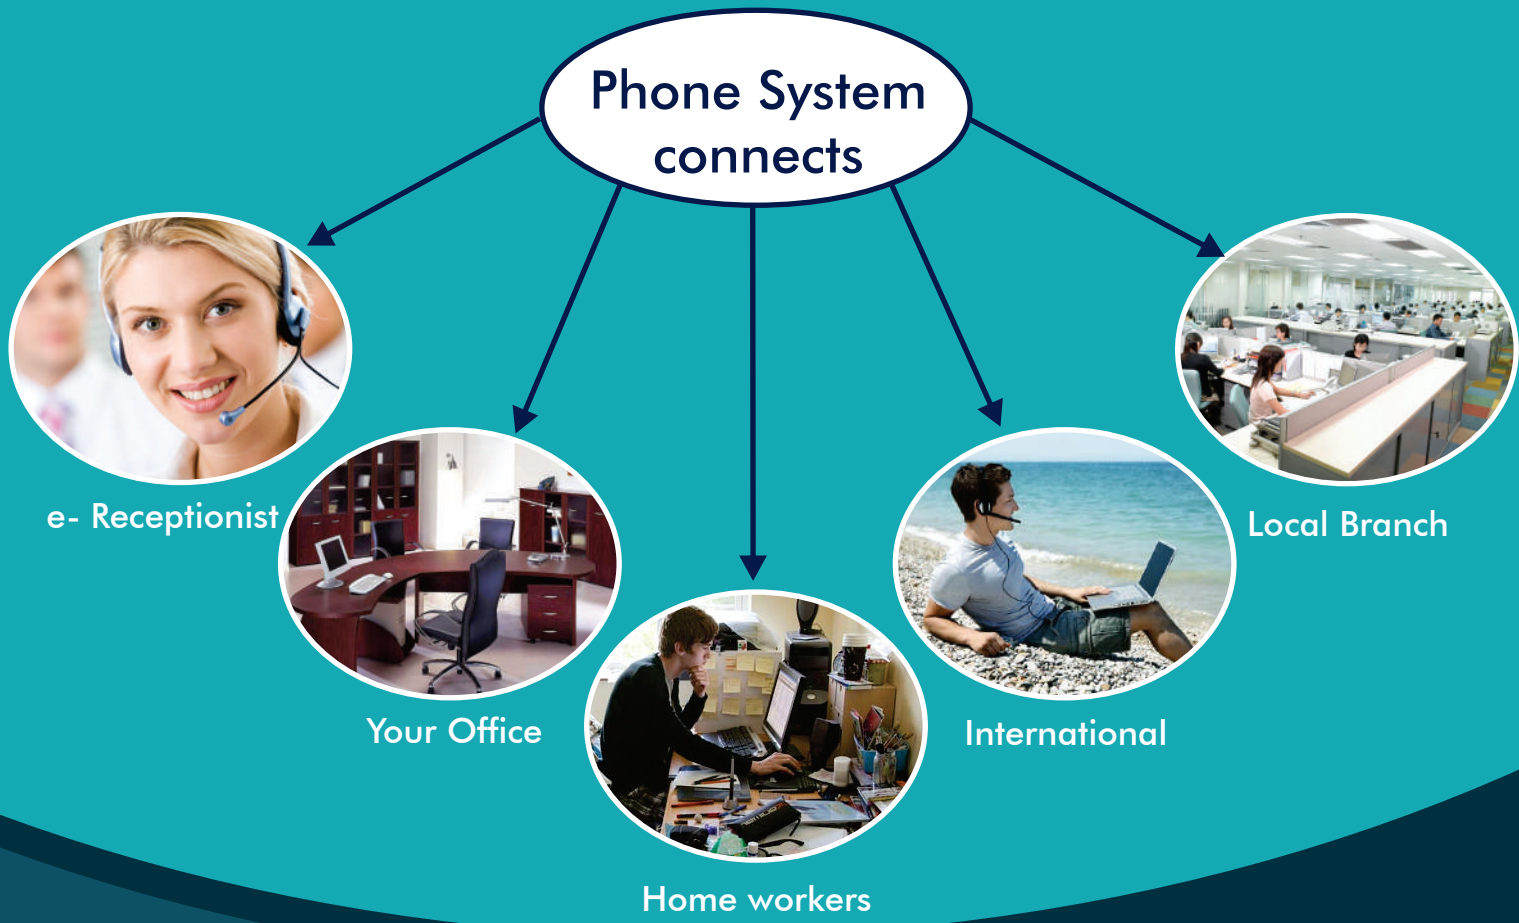 Phone System
connects
e- Receptionist
Your Office
Home workers
International
Local Branch